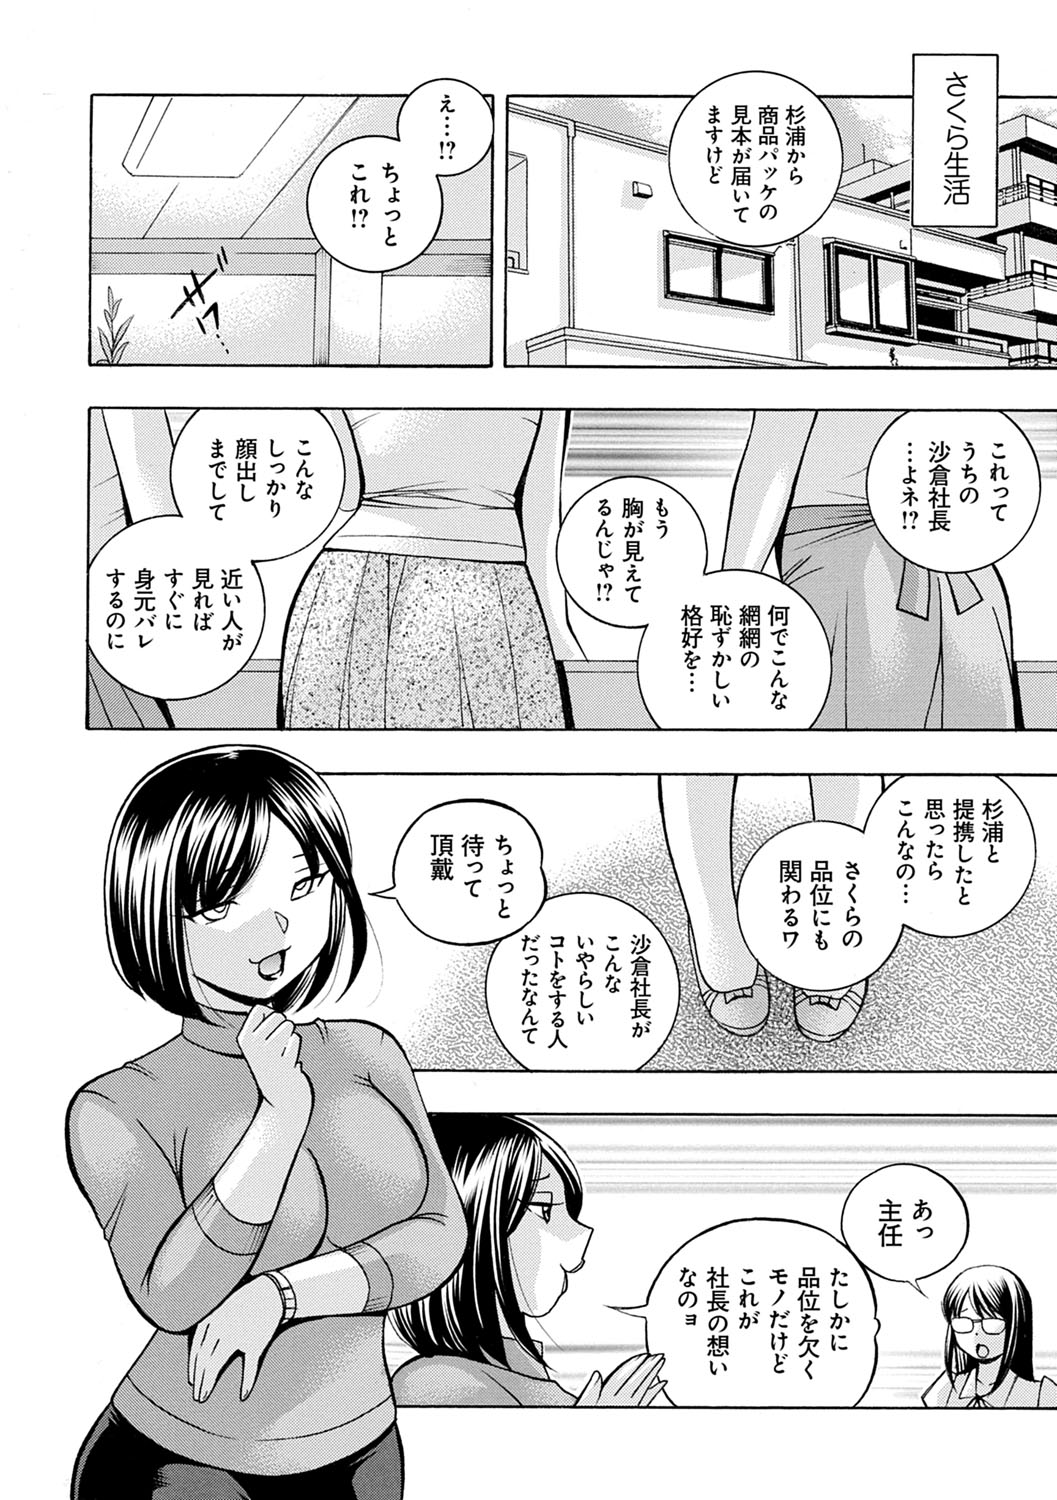 さくら生活
杉浦から
商品パッケの
見本が届いて
ますけど
え…!?
ちょっと
これ!?
これって
うちの
沙倉社長
…よネ!?
もう
胸が見えて
るんじゃ!?
何でこんな
網網の
恥ずかしい
格好を…
こんな
しっかり
顔出し
までして
近い人が
見れば
すぐに
身元バレ
するのに
杉浦と
提携したと
思ったら
こんなの…
さくらの
品位にも
関わるワ
沙倉社長が
こんな
いやらしい
コトをする人
だったなんて
ちょっと
待って
頂戴
あっ
主任
たしかに
品位を欠く
モノだけど
これが
社長の想い
なのョ